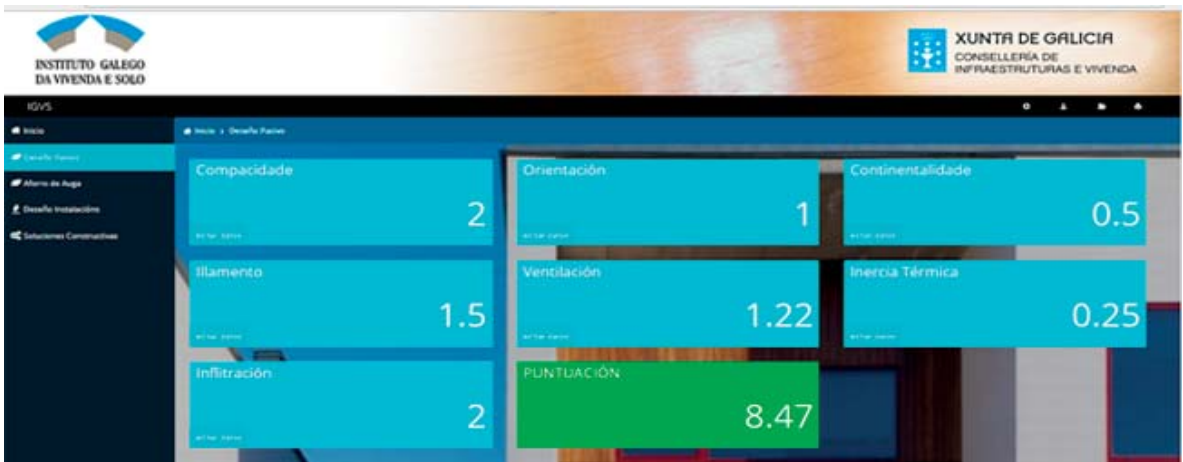 INSTITUTO GALEGO
DA VIVENDA E SOLO
XUNTA DE GALICIA
CONSELLERÍA DE
INFRAESTRUTURAS E VIVENDA
IGVS
Inicio
Inicio > Deseño Pasivo
Deseño Pasivo
Aforro de Auga
Deseño Instalacións
Soluciones Constructivas
Compacidade
2
Orientación
1
Continentalidade
0.5
Illamento
1.5
Ventilación
1.22
Inercia Térmica
0.25
Inflitración
2
PUNTUACIÓN
8.47